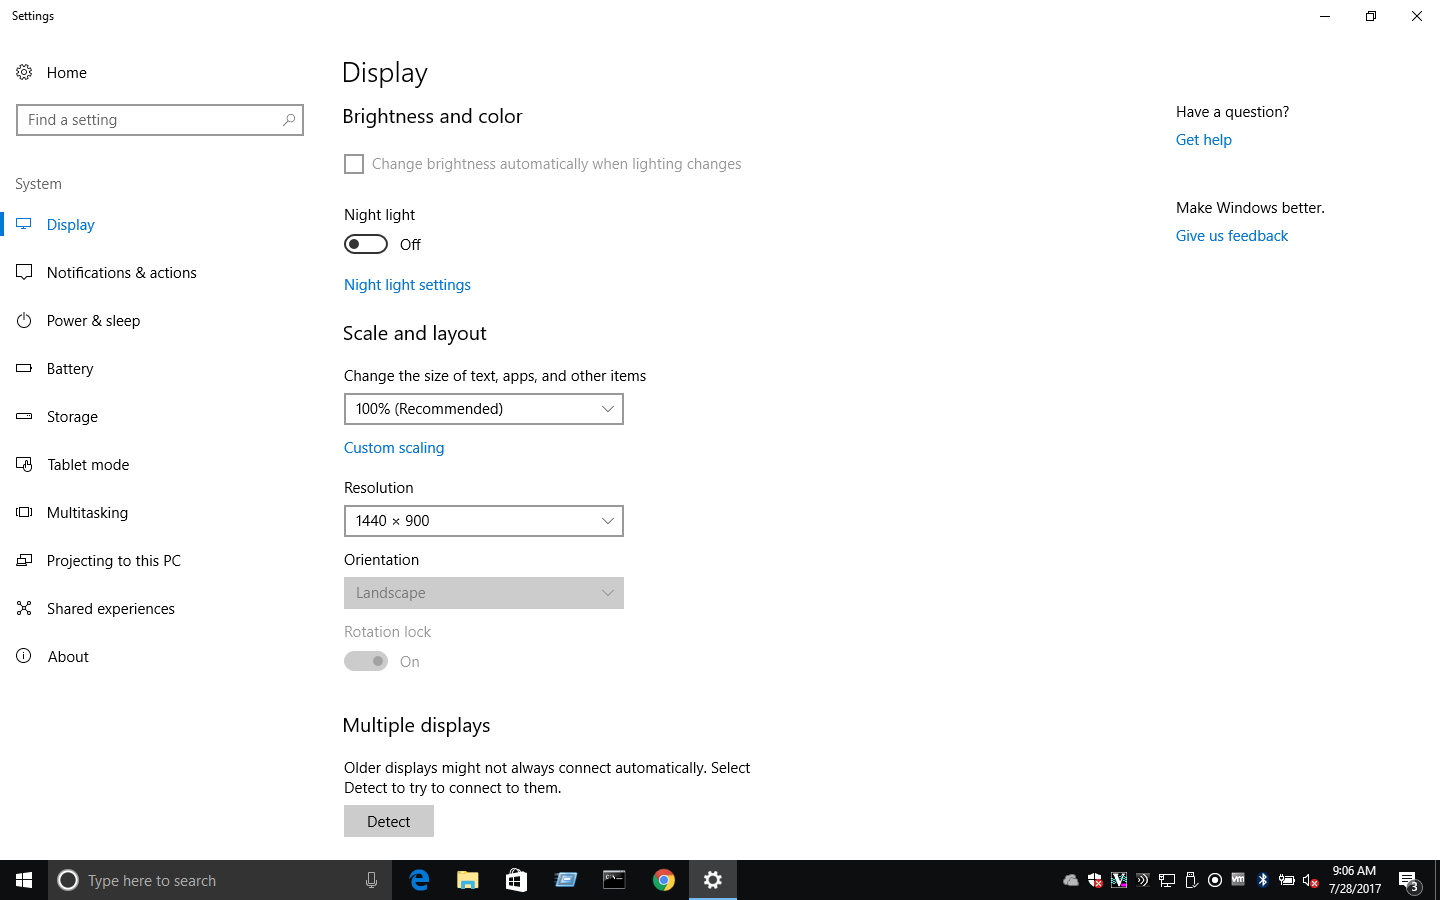 Settings
Home
Find a setting
System
Display
Notifications & actions
Power & sleep
Battery
Storage
Tablet mode
Multitasking
Projecting to this PC
Shared experiences
About
Display
Brightness and color
Change brightness automatically when lighting changes
Night light
Off
Night light settings
Scale and layout
Change the size of text, apps, and other items
100% (Recommended)
Custom scaling
Resolution
1440 × 900
Orientation
Landscape
Rotation lock
On
Multiple displays
Older displays might not always connect automatically. Select
Detect to try to connect to them.
Detect
Have a question?
Get help
Make Windows better.
Give us feedback
Type here to search
9:06 AM
7/28/2017
3